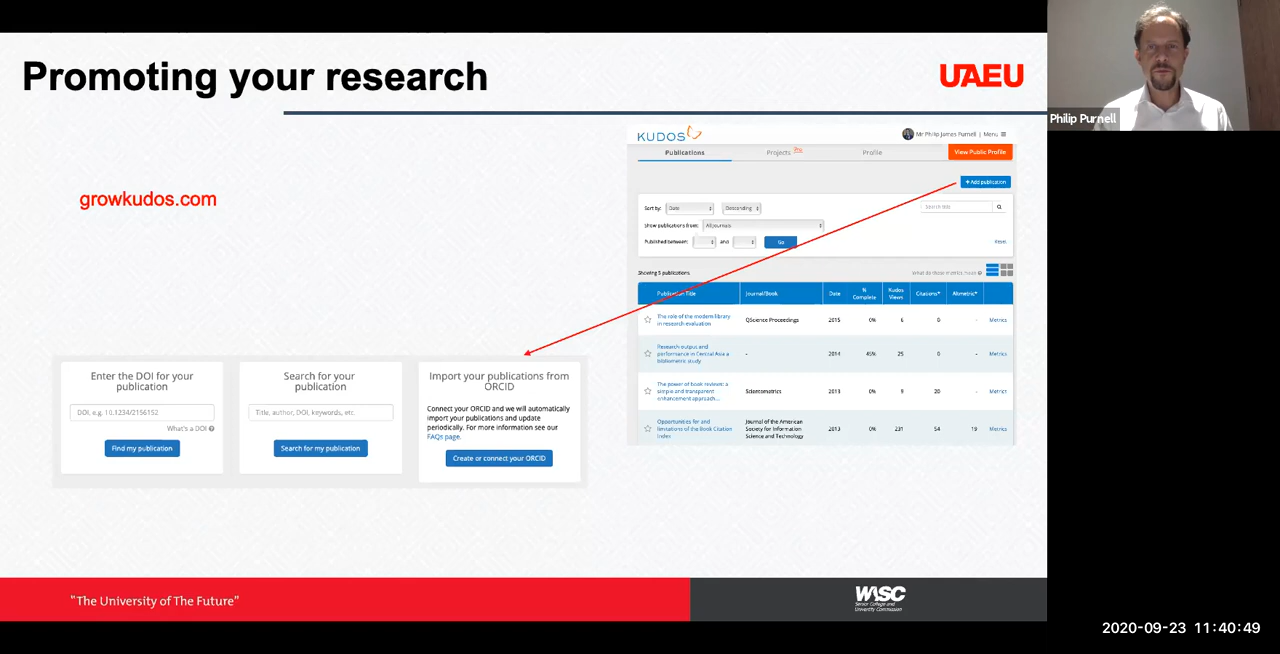 Promoting your research
UAEU
Philip Purnell
growkudos.com
KUDOS
Mr Philip James Purnell | Menu
Publications
Projects
Pro
Profile
View Public Profile
+ Add publication
Sort by:
Date
Descending
Search title
Show publications from:
All journals
Published between:
and
Go
Reset
Showing 5 publications
What do these metrics mean
Publication Title
Journal/Book
Date
% Complete
Kudos Views
Citations*
Altmetric*
The role of the modern library
in research evaluation
QScience Proceedings
2015
0%
6
0
-
Metrics
Research output and
performance in Central Asia a
bibliometric study
-
2014
45%
25
0
-
Metrics
The power of book reviews: a
simple and transparent
enhancement approach...
Scientometrics
2013
0%
9
20
-
Metrics
Opportunities for and
limitations of the Book Citation
Index
Journal of the American
Society for Information
Science and Technology
2013
0%
231
54
19
Metrics
Enter the DOI for your
publication
DOI, e.g. 10.1234/2156152
What's a DOI
Find my publication
Search for your
publication
Title, author, DOI, keywords, etc.
Search for my publication
Import your publications from
ORCID
Connect your ORCID and we will automatically
import your publications and update
periodically. For more information see our
FAQs page.
Create or connect your ORCID
"The University of The Future"
WASC
Senior College and
University Commission
2020-09-23 11:40:49